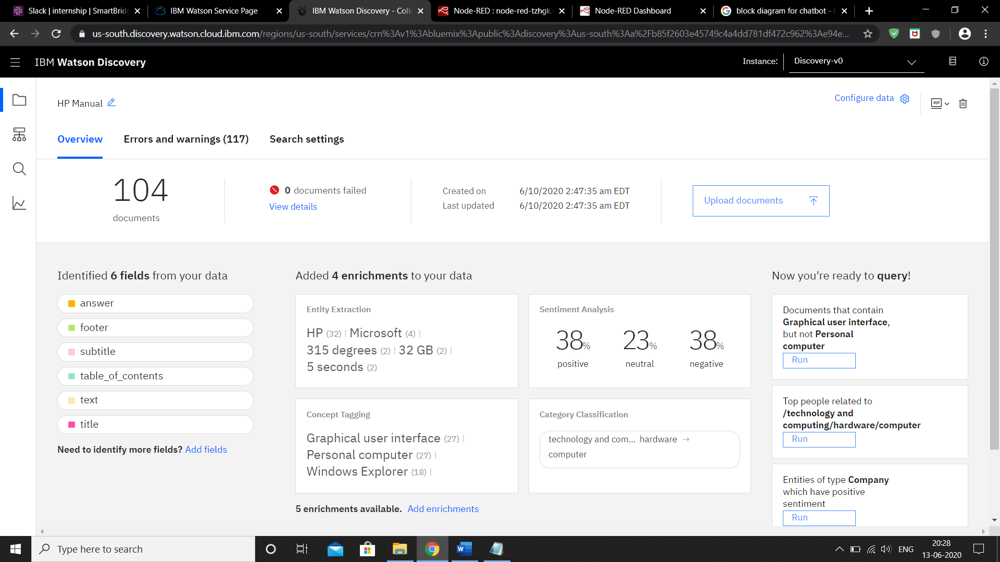 Slack | internship | SmartBridg
IBM Watson Service Page
IBM Watson Discovery - Colle
Node-RED : node-red-tzhgk.
Node-RED Dashboard
block diagram for chatbot -
us-south.discovery.watson.cloud.ibm.com/regions/us-south/services/crn%3Av1%3Abluemix%3Apublic%3Adiscovery%3Aus-south%3Aa%2Fb85f2603e45749c4a4dd781df472c962%3Ae94e...
IBM Watson Discovery
Instance:
Discovery-v0
HP Manual
Configure data
api
Overview
Errors and warnings (117)
Search settings
104
documents
0 documents failed
View details
Created on 6/10/2020 2:47:35 am EDT
Last updated 6/10/2020 2:47:35 am EDT
Upload documents
Identified 6 fields from your data
answer
footer
subtitle
table_of_contents
text
title
Need to identify more fields? Add fields
Added 4 enrichments to your data
Entity Extraction
HP (32) | Microsoft (4) |
315 degrees (2) | 32 GB (2) |
5 seconds (2)
Sentiment Analysis
38% 23% 38%
positive neutral negative
Concept Tagging
Graphical user interface (27) |
Personal computer (27) |
Windows Explorer (18) |
Category Classification
technology and com... hardware →
computer
5 enrichments available. Add enrichments
Now you're ready to query!
Documents that contain
Graphical user interface,
but not Personal
computer
Run
Top people related to
/technology and
computing/hardware/computer
Run
Entities of type Company
which have positive
sentiment
Run
Type here to search
ENG
20:28
13-06-2020